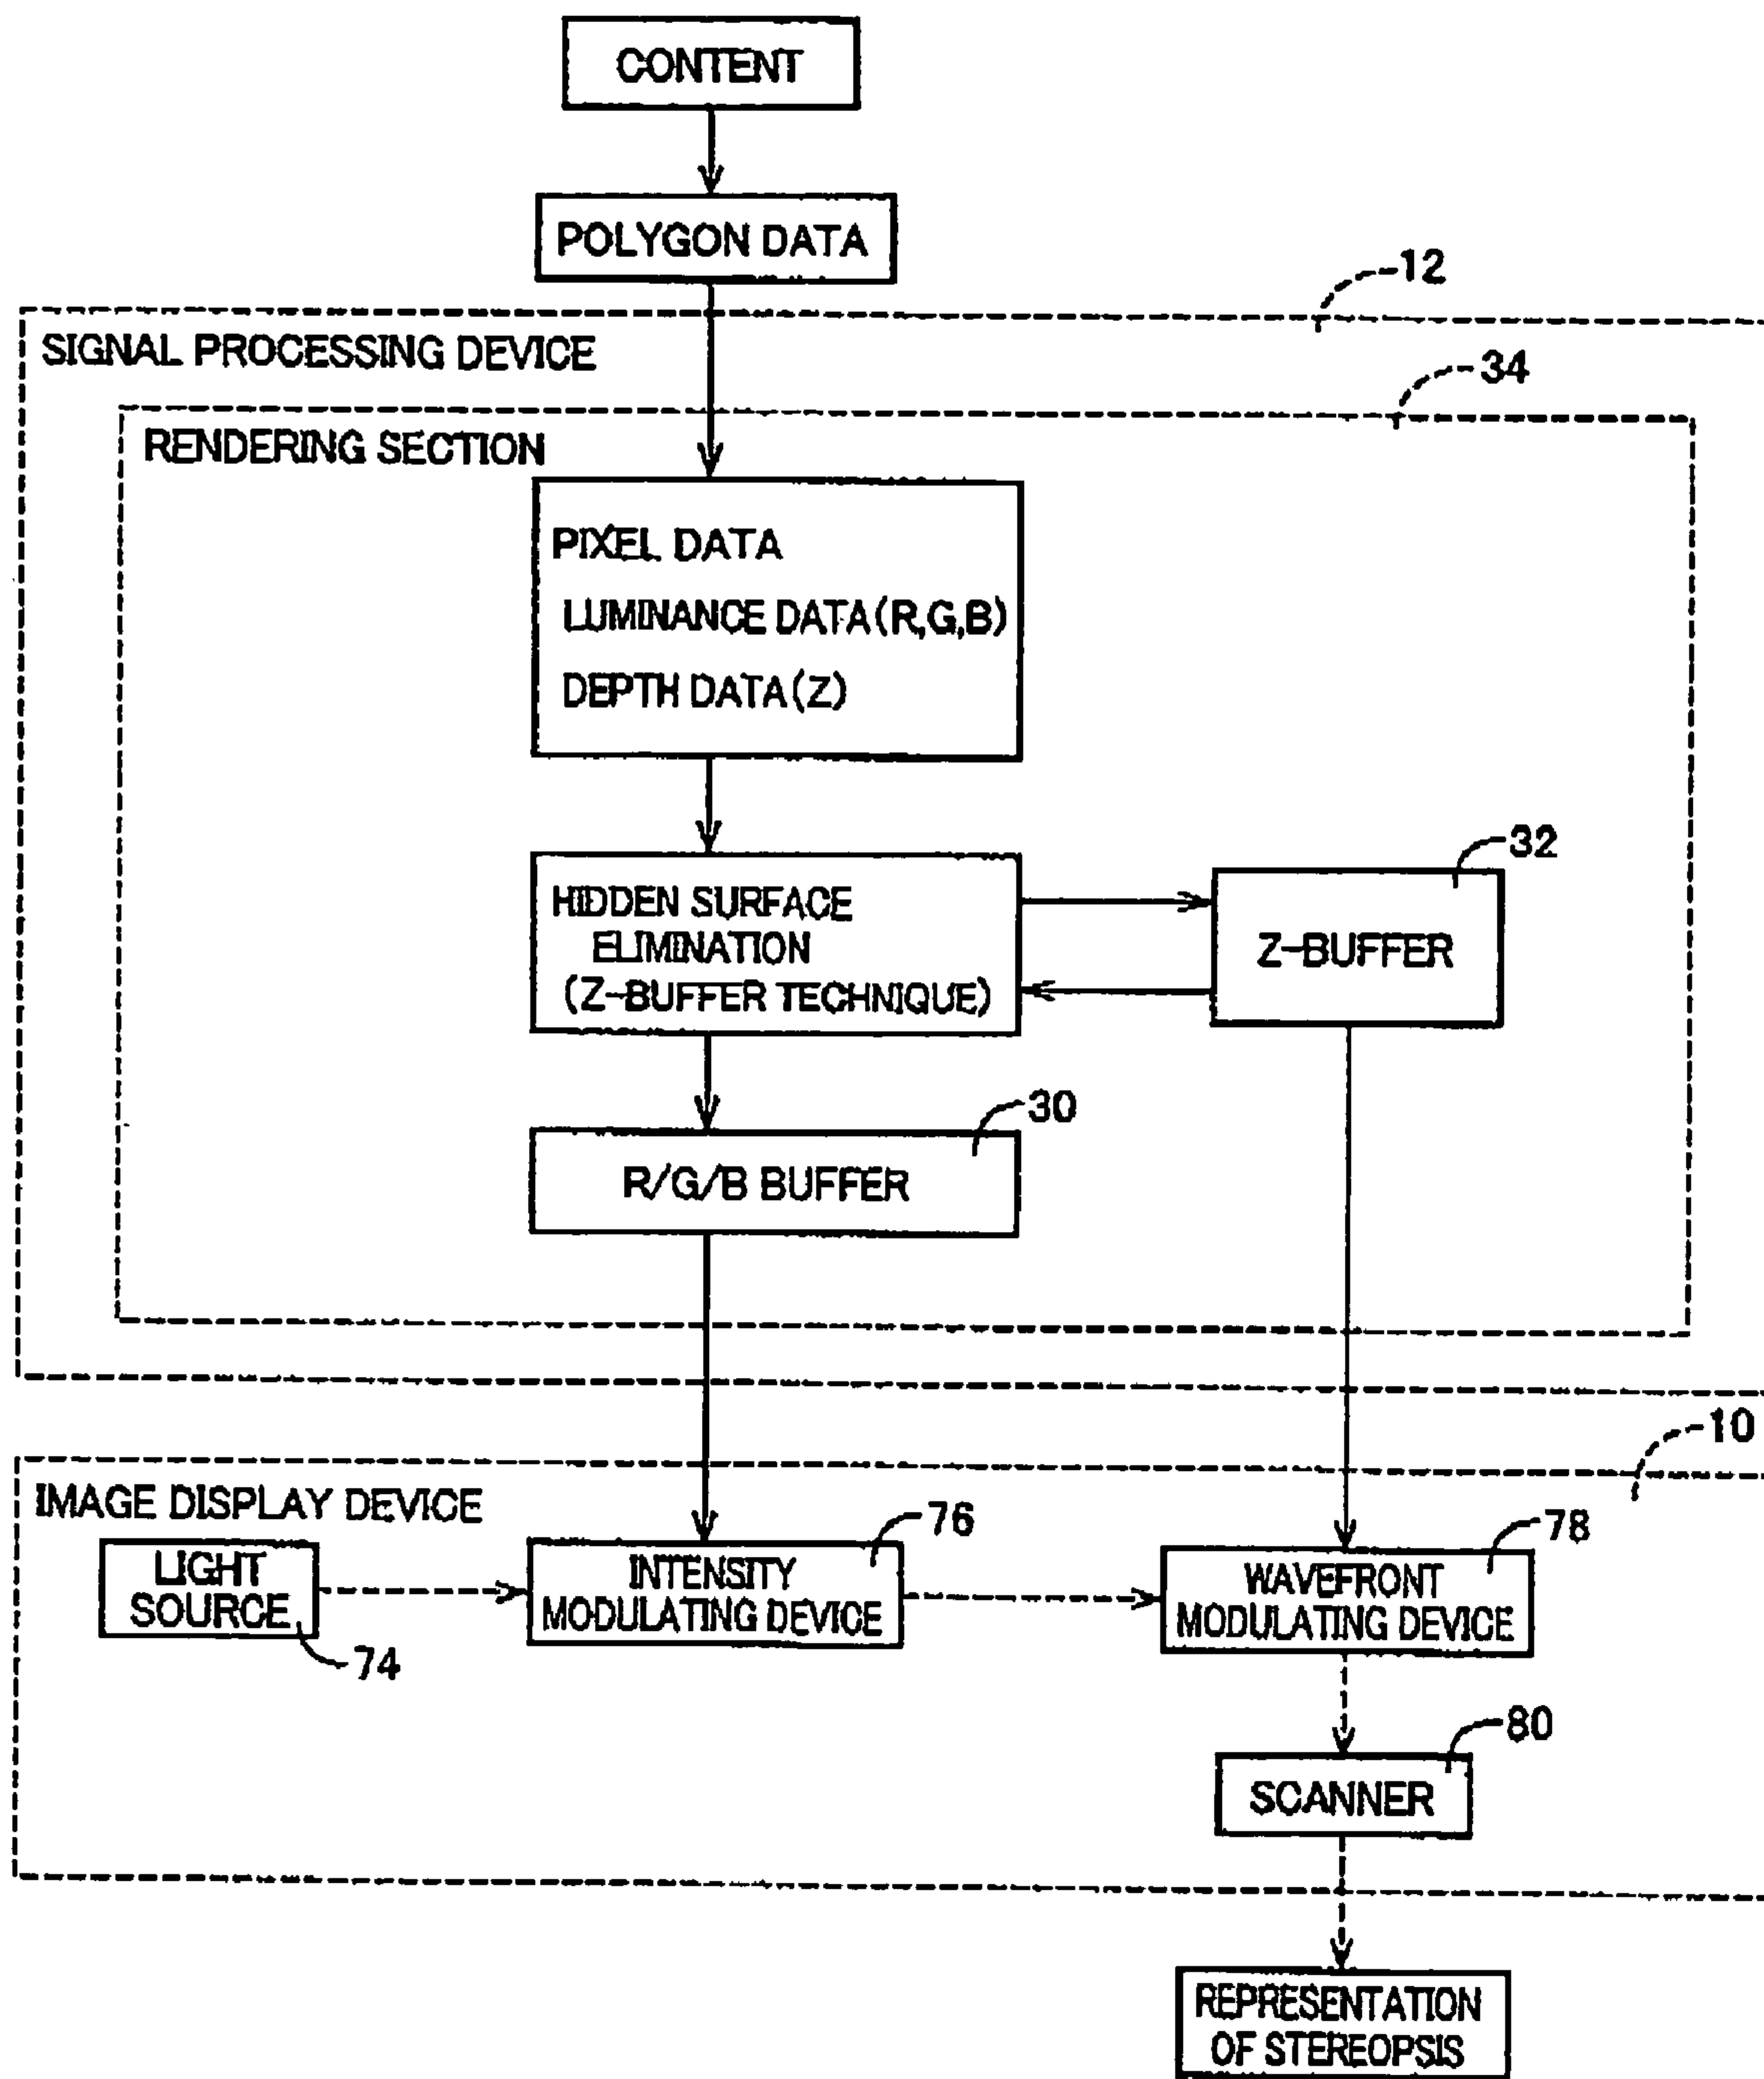 CONTENT
POLYGON DATA
12
SIGNAL PROCESSING DEVICE
34
RENDERING SECTION
PIXEL DATA
LUMINANCE DATA(R,G,B)
DEPTH DATA(Z)
32
HIDDEN SURFACE
ELIMINATION
(Z-BUFFER TECHNIQUE)
Z-BUFFER
30
R/G/B BUFFER
10
IMAGE DISPLAY DEVICE
76
78
LIGHT
SOURCE
INTENSITY
MODULATING DEVICE
WAVEFRONT
MODULATING DEVICE
74
80
SCANNER
REPRESENTATION
OF STEREOPSIS